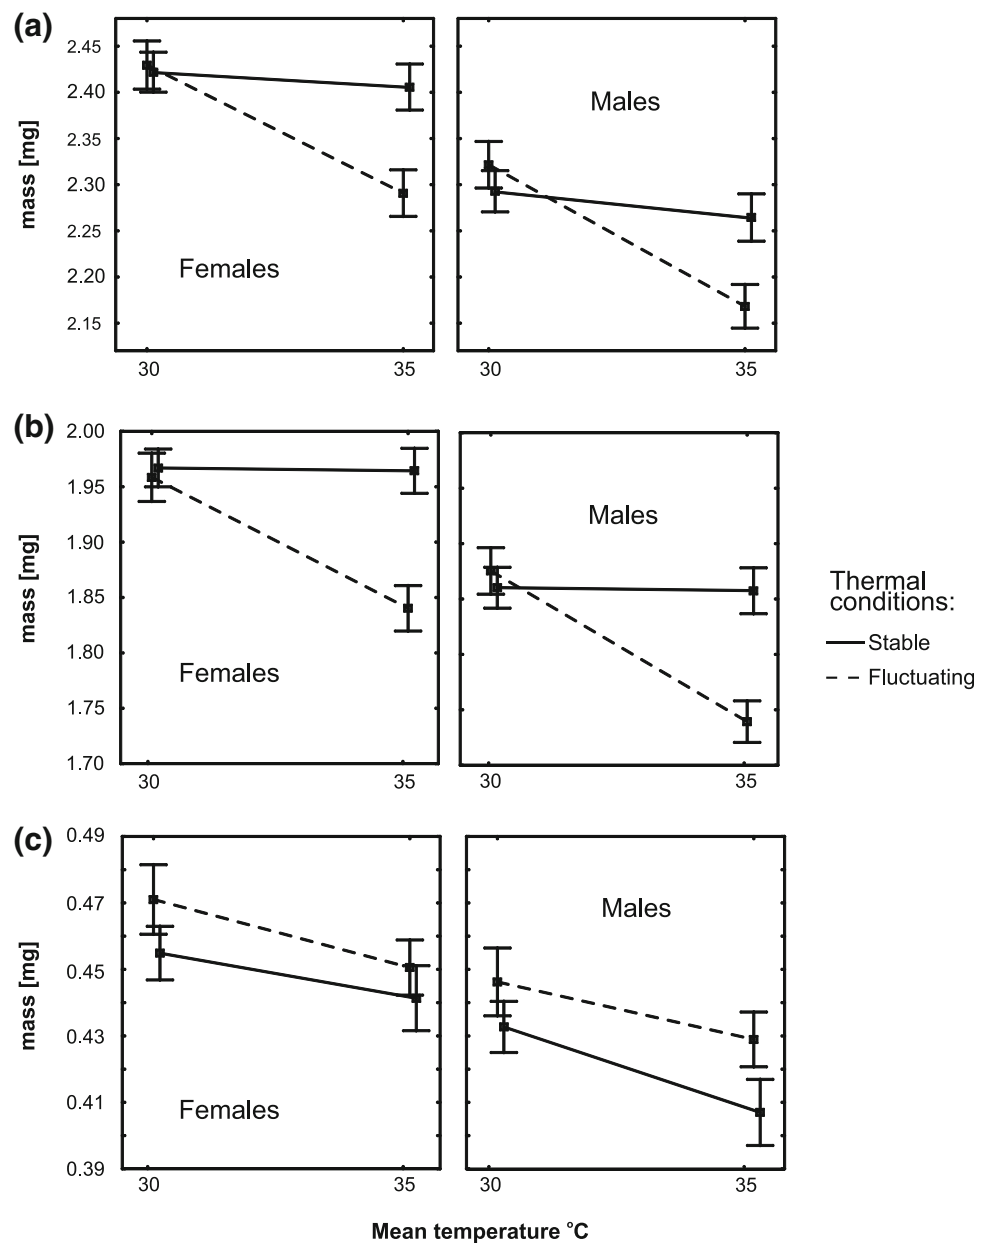 (a)
mass [mg]
2.45
2.40
2.35
2.30
2.25
2.20
2.15
Females
Males
30
35
30
35
(b)
mass [mg]
2.00
1.95
1.90
1.85
1.80
1.75
1.70
Females
Males
30
35
30
35
Thermal
conditions:
Stable
Fluctuating
(c)
mass [mg]
0.49
0.47
0.45
0.43
0.41
0.39
Females
Males
30
35
30
35
Mean temperature °C